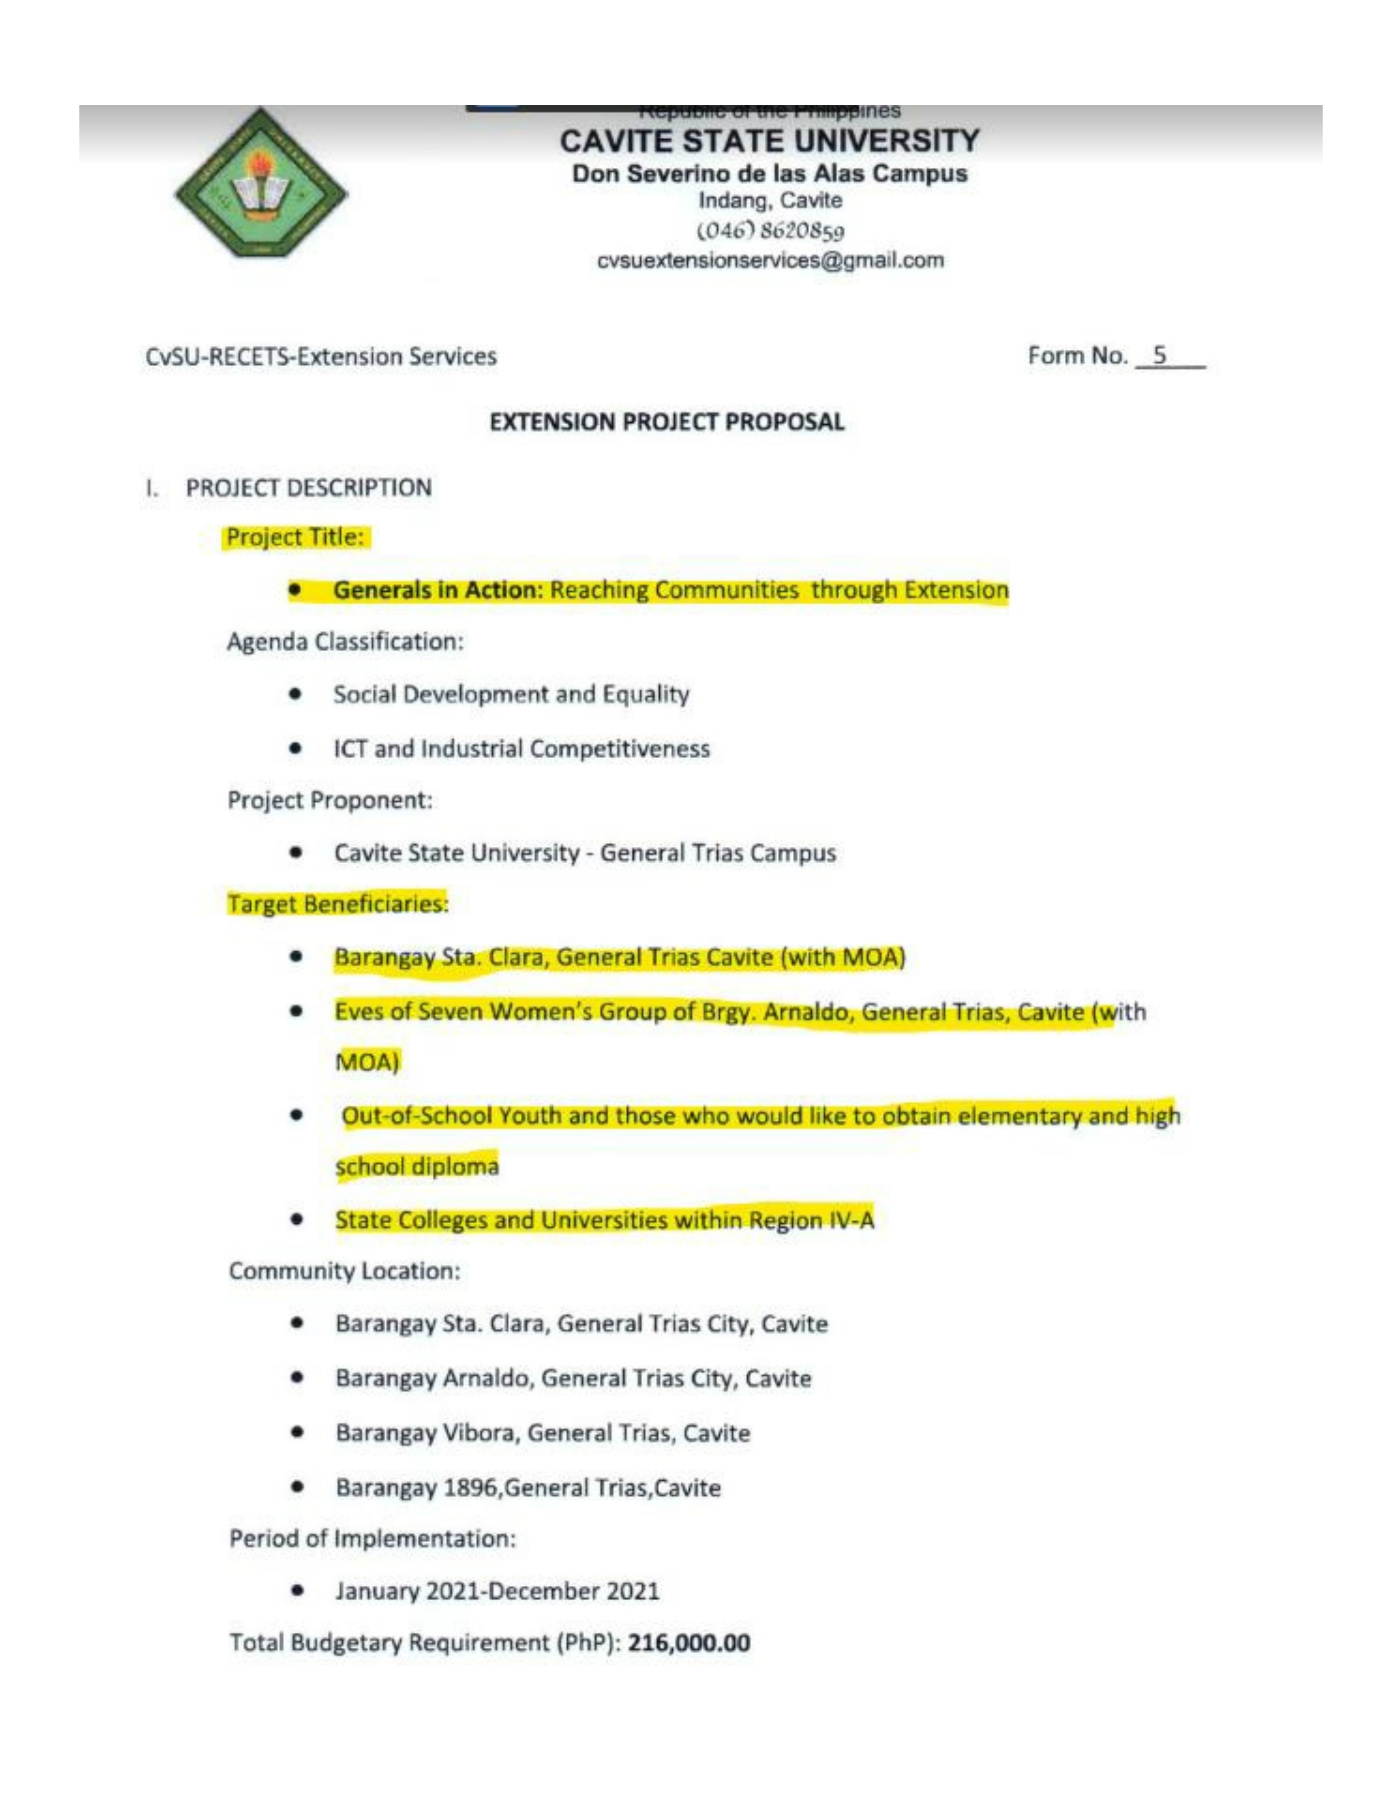 Republic of the Philippines
CAVITE STATE UNIVERSITY
Don Severino de las Alas Campus
Indang, Cavite
(046) 8620859
cvsuextensionservices@gmail.com
CvSU-RECETS-Extension Services Form No. 5
EXTENSION PROJECT PROPOSAL
I. PROJECT DESCRIPTION
Project Title:
• Generals in Action: Reaching Communities through Extension
Agenda Classification:
• Social Development and Equality
• ICT and Industrial Competitiveness
Project Proponent:
• Cavite State University - General Trias Campus
Target Beneficiaries:
• Barangay Sta. Clara, General Trias Cavite (with MOA)
• Eves of Seven Women's Group of Brgy. Arnaldo, General Trias, Cavite (with
MOA)
• Out-of-School Youth and those who would like to obtain elementary and high
school diploma
• State Colleges and Universities within Region IV-A
Community Location:
• Barangay Sta. Clara, General Trias City, Cavite
• Barangay Arnaldo, General Trias City, Cavite
• Barangay Vibora, General Trias, Cavite
• Barangay 1896,General Trias,Cavite
Period of Implementation:
• January 2021-December 2021
Total Budgetary Requirement (PhP): 216,000.00